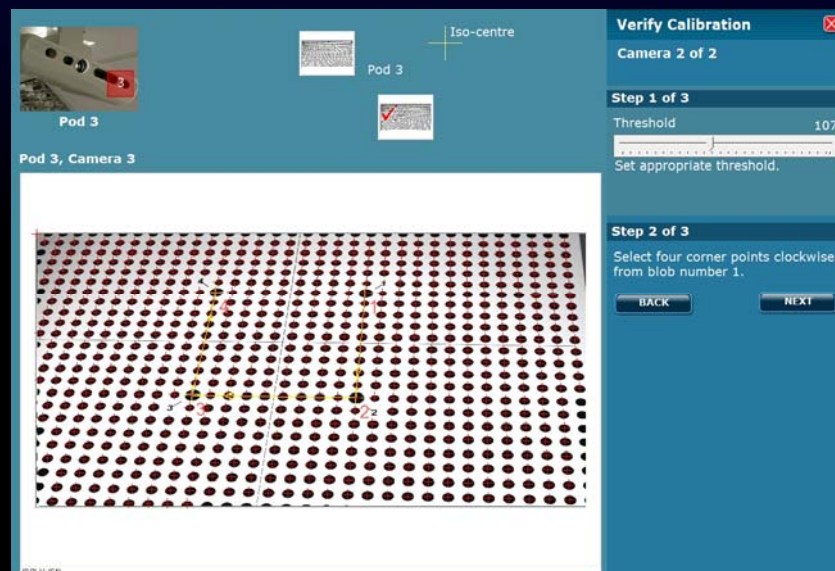 Iso-centre
Pod 3
3
Pod 3
Pod 3, Camera 3
4
1
3
3
2
2
Verify Calibration
Camera 2 of 2
Step 1 of 3
Threshold
107
Set appropriate threshold.
Step 2 of 3
Select four corner points clockwise
from blob number 1.
BACK
NEXT